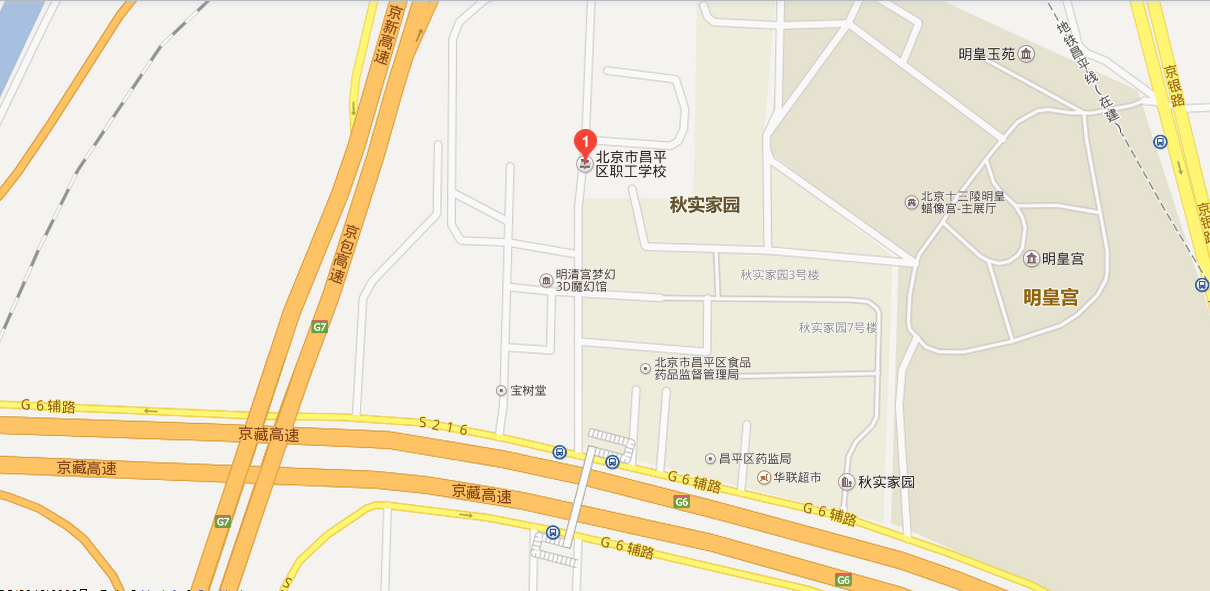 京新高速
明皇玉苑
地铁昌平线(在建)
京银路
1
北京市昌平
区职工学校
北京十三陵明皇
蜡像宫-主展厅
秋实家园
京银路
京包高速
明皇宫
明清宫梦幻
3D魔幻馆
秋实家园3号楼
明皇宫
G7
秋实家园7号楼
北京市昌平区食品
药品监督管理局
宝树堂
G6辅路
S216
京藏高速
昌平区药监局
京藏高速
华联超市
秋实家园
G6辅路
京藏高速
G6
G6辅路
G7
G6辅路
G6
S